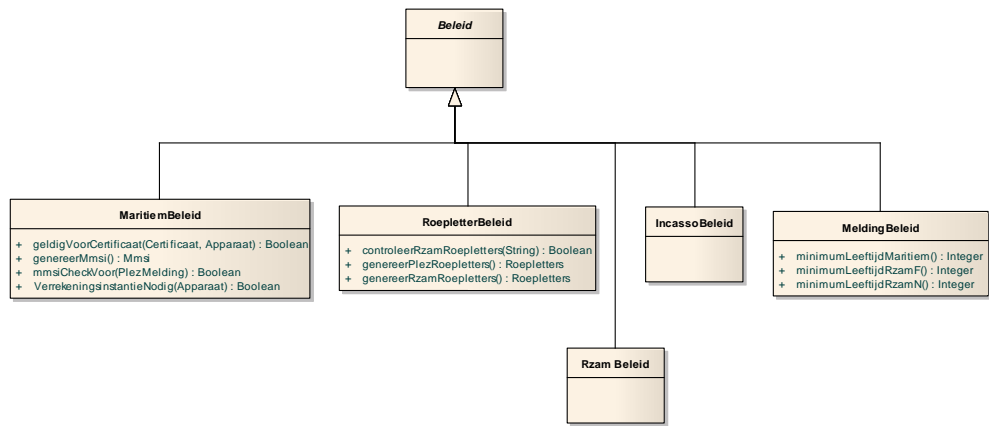 Beleid
MaritiemBeleid
+ geldigVoorCertificaat(Certificaat, Apparaat) : Boolean
+ genereerMmsi() : Mmsi
+ mmsiCheckVoor(PlezMelding) : Boolean
+ VerrekeningsinstantieNodig(Apparaat) : Boolean
RoepletterBeleid
+ controleerRzamRoepletters(String) : Boolean
+ genereerPlezRoepletters() : Roepletters
+ genereerRzamRoepletters() : Roepletters
IncassoBeleid
MeldingBeleid
+ minimumLeeftijdMaritiem() : Integer
+ minimumLeeftijdRzamF() : Integer
+ minimumLeeftijdRzamN() : Integer
Rzam Beleid